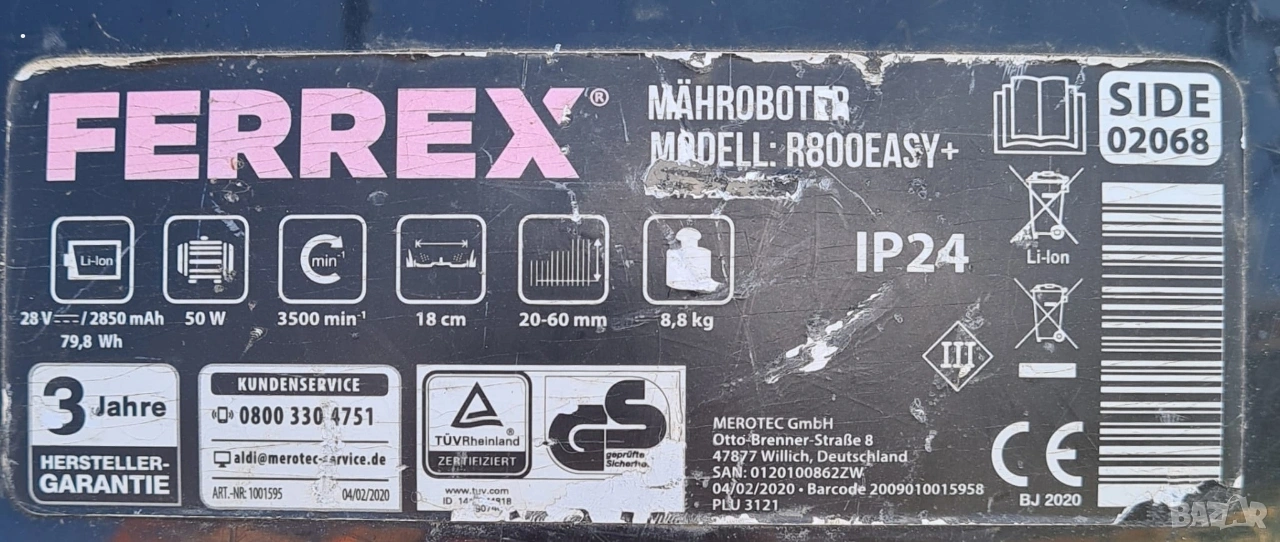 FERREX®
MÄHROBOTER
MODELL: R800EASY+
SIDE
02068
Li-Ion
min⁻¹
IP24
Li-Ion
28 V⎓/ 2850 mAh
79,8 Wh
50 W
3500 min⁻¹
18 cm
20-60 mm
8,8 kg
III
3 Jahre
HERSTELLER-
GARANTIE
KUNDENSERVICE
0800 330 4751
aldi@merotec-service.de
ART.-NR: 1001595 04/02/2020
TÜVRheinland®
ZERTIFIZIERT
www.tuv.com
ID
GS
geprüfte
Sicherheit
MEROTEC GmbH
Otto-Brenner-Straße 8
47877 Willich, Deutschland
SAN: 0120100862ZW
04/02/2020 • Barcode 2009010015958
PLU 3121
CE
BJ 2020
BAZAR